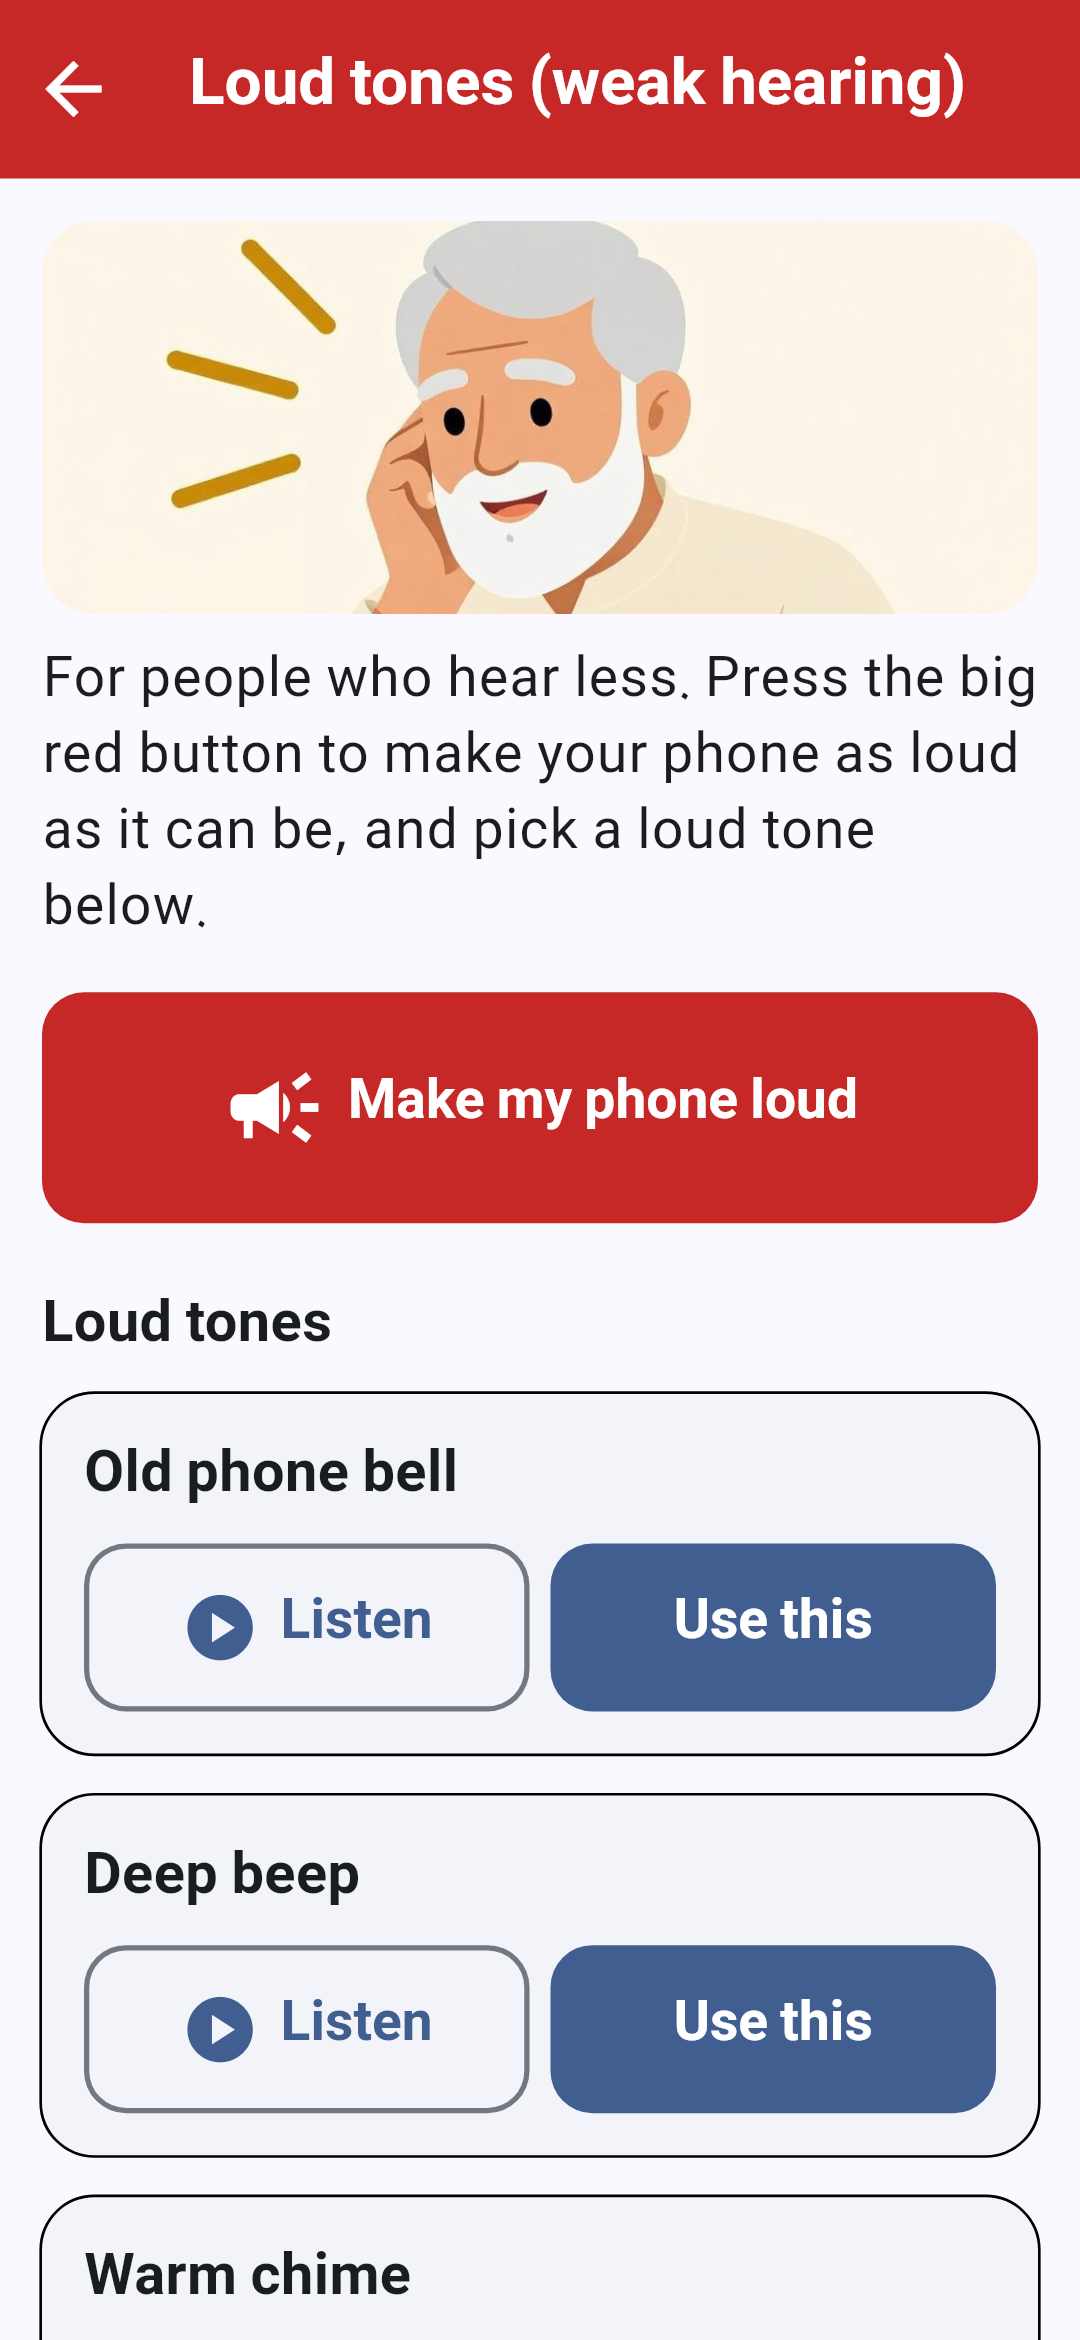 Loud tones (weak hearing)
For people who hear less. Press the big
red button to make your phone as loud
as it can be, and pick a loud tone
below.
Make my phone loud
Loud tones
Old phone bell
Listen
Use this
Deep beep
Listen
Use this
Warm chime